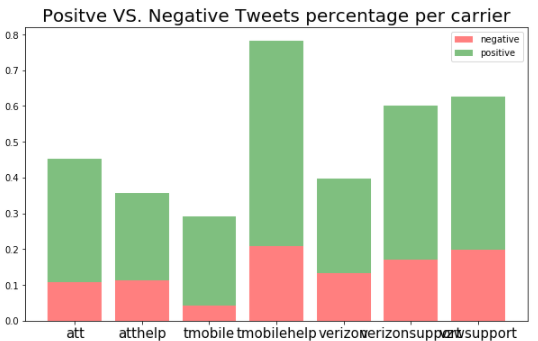 Positve VS. Negative Tweets percentage per carrier
negative
positive
0.8
0.7
0.6
0.5
0.4
0.3
0.2
0.1
0.0
att atthelp tmobile tmobilehelp verizon verizonsupport vzwsupport